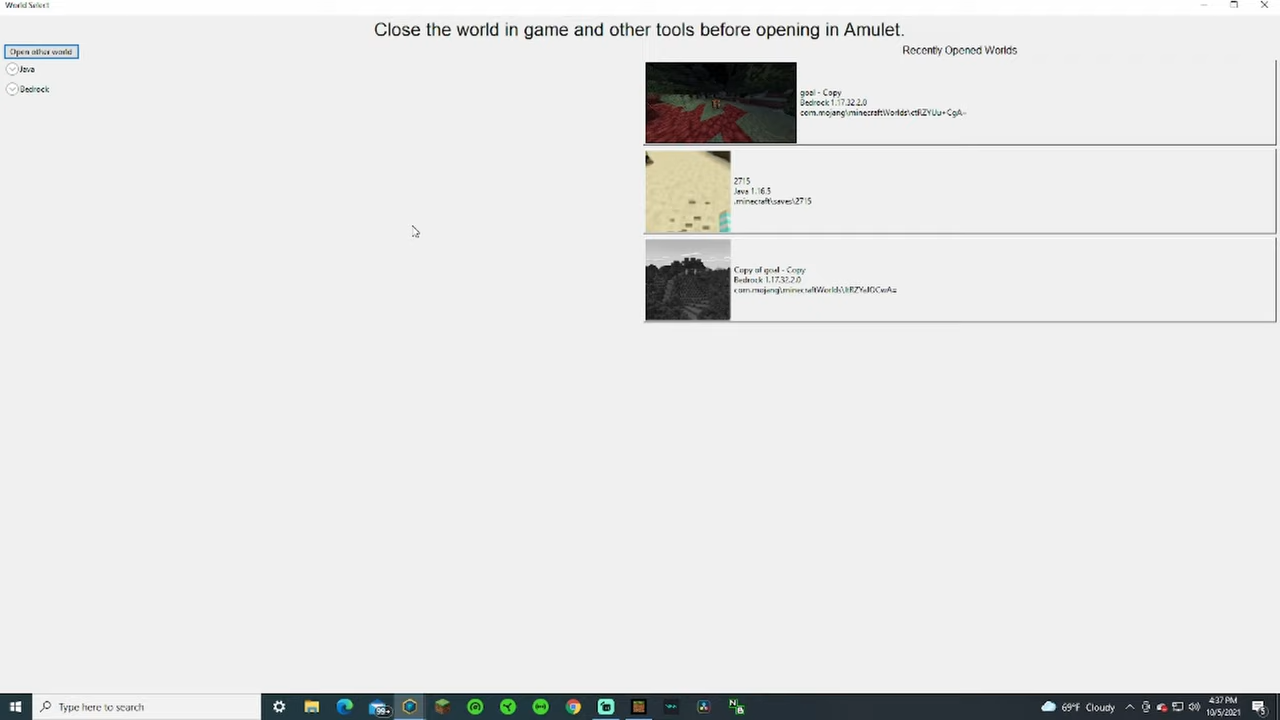 World Select
Close the world in game and other tools before opening in Amulet.
Open other world
Recently Opened Worlds
Java
Bedrock
goal - Copy
Bedrock 1.17.32.2.0
2715
Java 1.16.5
.minecraft\saves\2715
Copy of goal - Copy
Bedrock 1.17.32.2.0
Type here to search
99+
69°F Cloudy
4:37 PM
10/5/2021
5